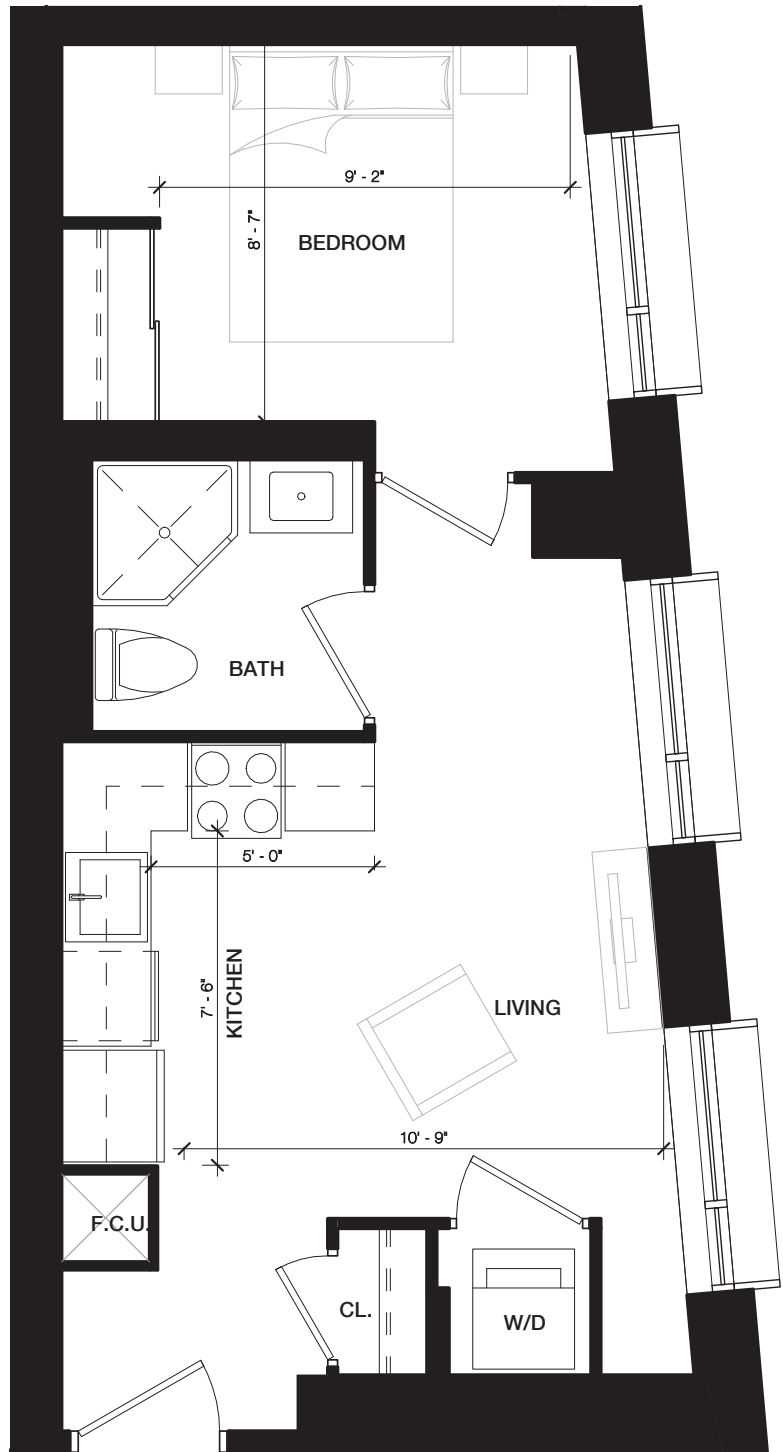 9' - 2"
8' - 7"
BEDROOM
BATH
5' - 0"
7' - 6"
KITCHEN
LIVING
10' - 9"
F.C.U.
CL.
W/D